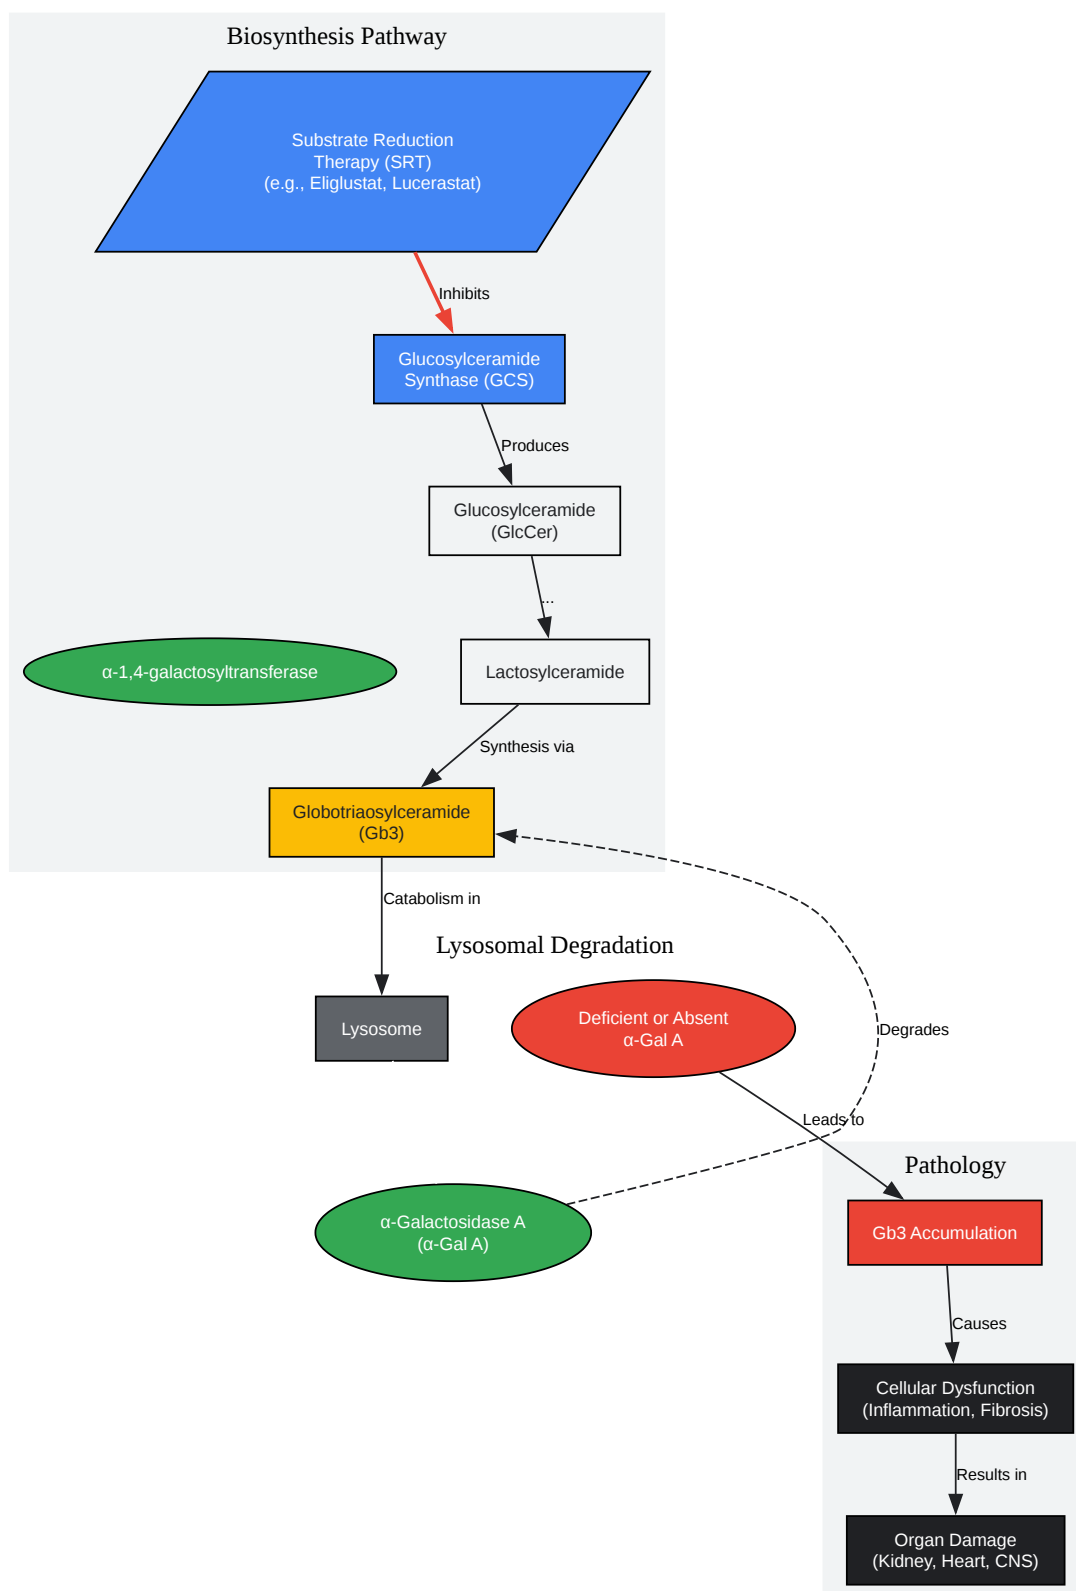 Biosynthesis Pathway
Substrate Reduction
Therapy (SRT)
(e.g., Eliglustat, Lucerastat)
Inhibits
Glucosylceramide
Synthase (GCS)
Produces
Glucosylceramide
(GlcCer)
...
α-1,4-galactosyltransferase
Lactosylceramide
Synthesis via
Globotriaosylceramide
(Gb3)
Catabolism in
Lysosomal Degradation
Lysosome
Deficient or Absent
α-Gal A
Degrades
Leads to
Pathology
α-Galactosidase A
(α-Gal A)
Gb3 Accumulation
Causes
Cellular Dysfunction
(Inflammation, Fibrosis)
Results in
Organ Damage
(Kidney, Heart, CNS)